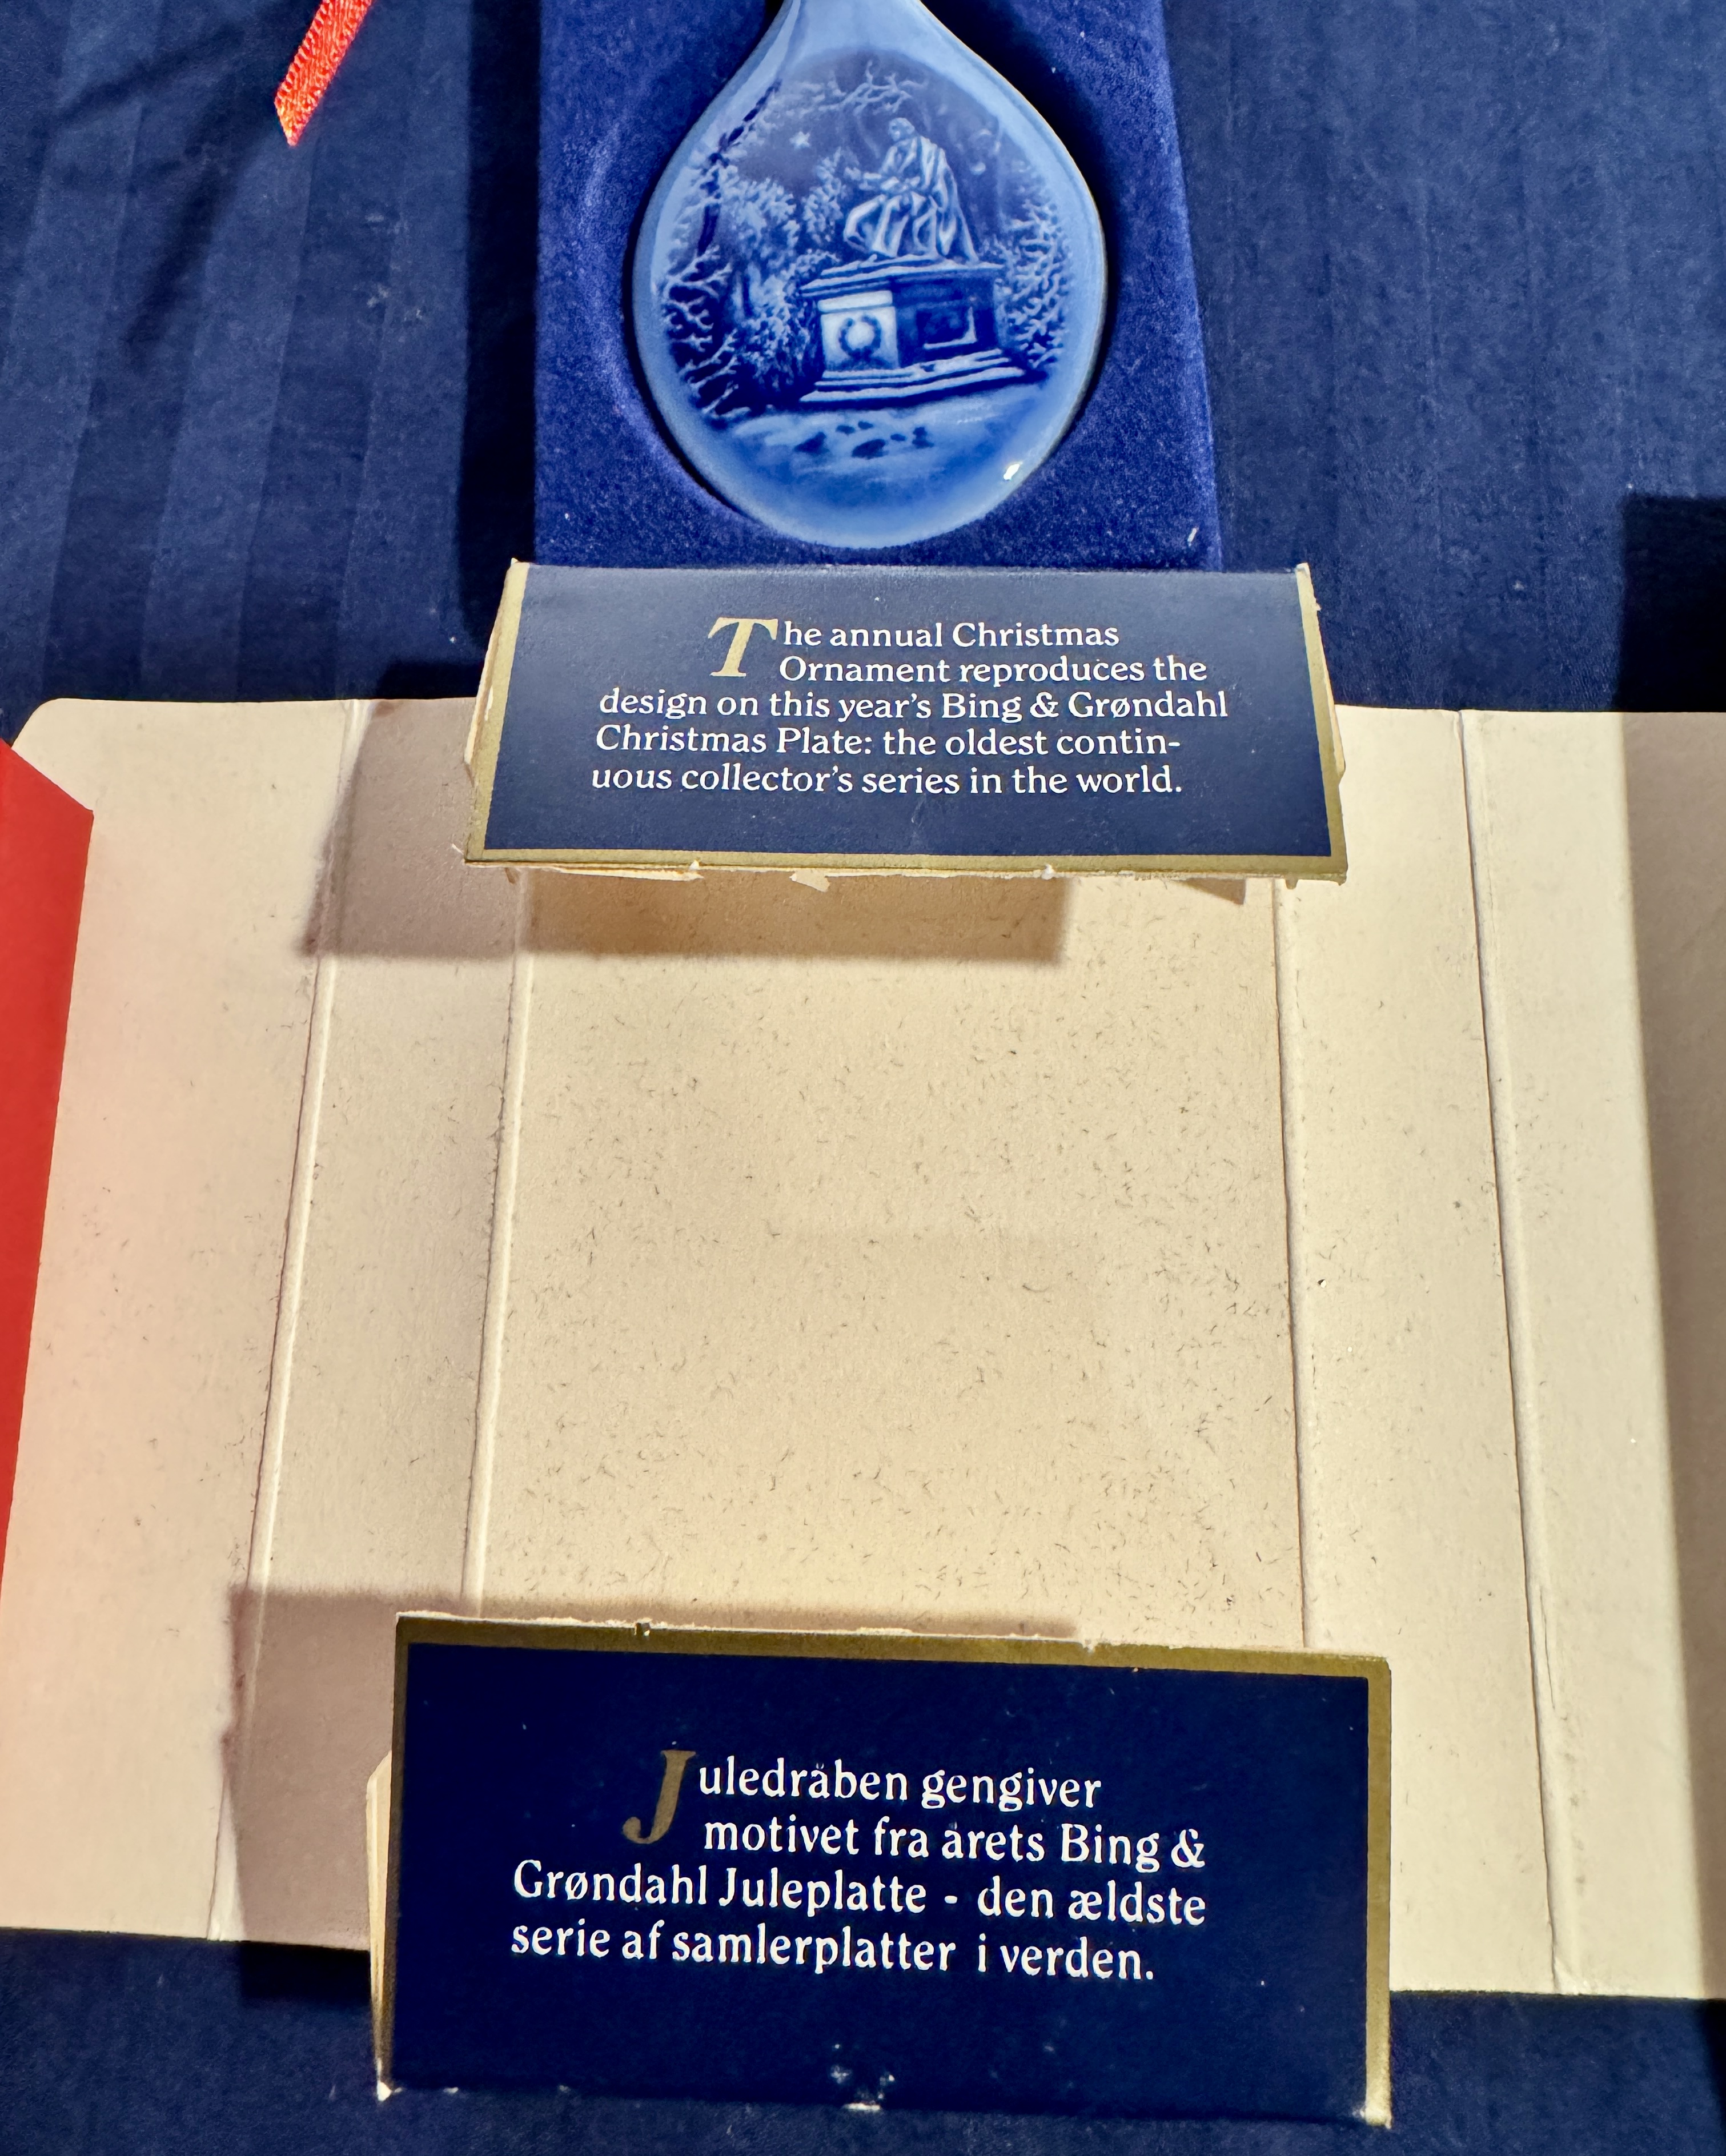 The annual Christmas
Ornament reproduces the
design on this year's Bing & Grøndahl
Christmas Plate: the oldest contin-
uous collector's series in the world.
Juledråben gengiver
motivet fra årets Bing &
Grøndahl Juleplatte - den ældste
serie af samlerplatter i verden.